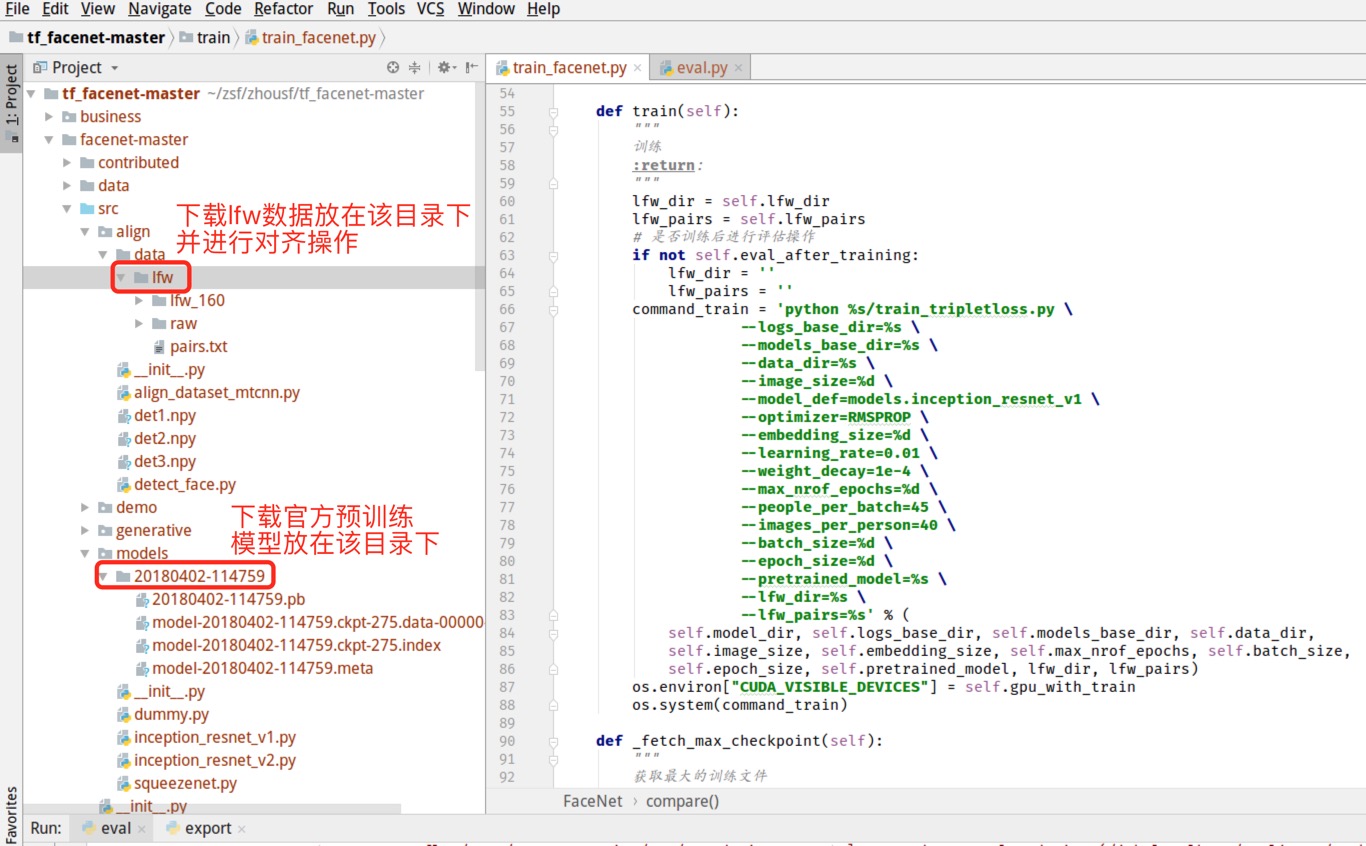 File Edit View Navigate Code Refactor Run Tools VCS Window Help
tf_facenet-master train train_facenet.py
1: Project
Project
train_facenet.py eval.py
tf_facenet-master ~/zsf/zhousf/tf_facenet-master
business
facenet-master
contributed
data
src
下载lfw数据放在该目录下
并进行对齐操作
align
data
lfw
lfw_160
raw
pairs.txt
__init__.py
align_dataset_mtcnn.py
det1.npy
det2.npy
det3.npy
detect_face.py
demo
generative
下载官方预训练
模型放在该目录下
models
20180402-114759
20180402-114759.pb
model-20180402-114759.ckpt-275.data-00000
model-20180402-114759.ckpt-275.index
model-20180402-114759.meta
__init__.py
dummy.py
inception_resnet_v1.py
inception_resnet_v2.py
squeezenet.py
__init__.py
54
55 def train(self):
56 """
57 训练
58 :return:
59 """
60 lfw_dir = self.lfw_dir
61 lfw_pairs = self.lfw_pairs
62 # 是否训练后进行评估操作
63 if not self.eval_after_training:
64 lfw_dir = ''
65 lfw_pairs = ''
66 command_train = 'python %s/train_tripletloss.py \
67 --logs_base_dir=%s \
68 --models_base_dir=%s \
69 --data_dir=%s \
70 --image_size=%d \
71 --model_def=models.inception_resnet_v1 \
72 --optimizer=RMSPROP \
73 --embedding_size=%d \
74 --learning_rate=0.01 \
75 --weight_decay=1e-4 \
76 --max_nrof_epochs=%d \
77 --people_per_batch=45 \
78 --images_per_person=40 \
79 --batch_size=%d \
80 --epoch_size=%d \
81 --pretrained_model=%s \
82 --lfw_dir=%s \
83 --lfw_pairs=%s' % (
84 self.model_dir, self.logs_base_dir, self.models_base_dir, self.data_dir,
85 self.image_size, self.embedding_size, self.max_nrof_epochs, self.batch_size,
86 self.epoch_size, self.pretrained_model, lfw_dir, lfw_pairs)
87 os.environ["CUDA_VISIBLE_DEVICES"] = self.gpu_with_train
88 os.system(command_train)
89
90 def _fetch_max_checkpoint(self):
91 """
92 获取最大的训练文件
FaceNet › compare()
Favorites
Run: eval export